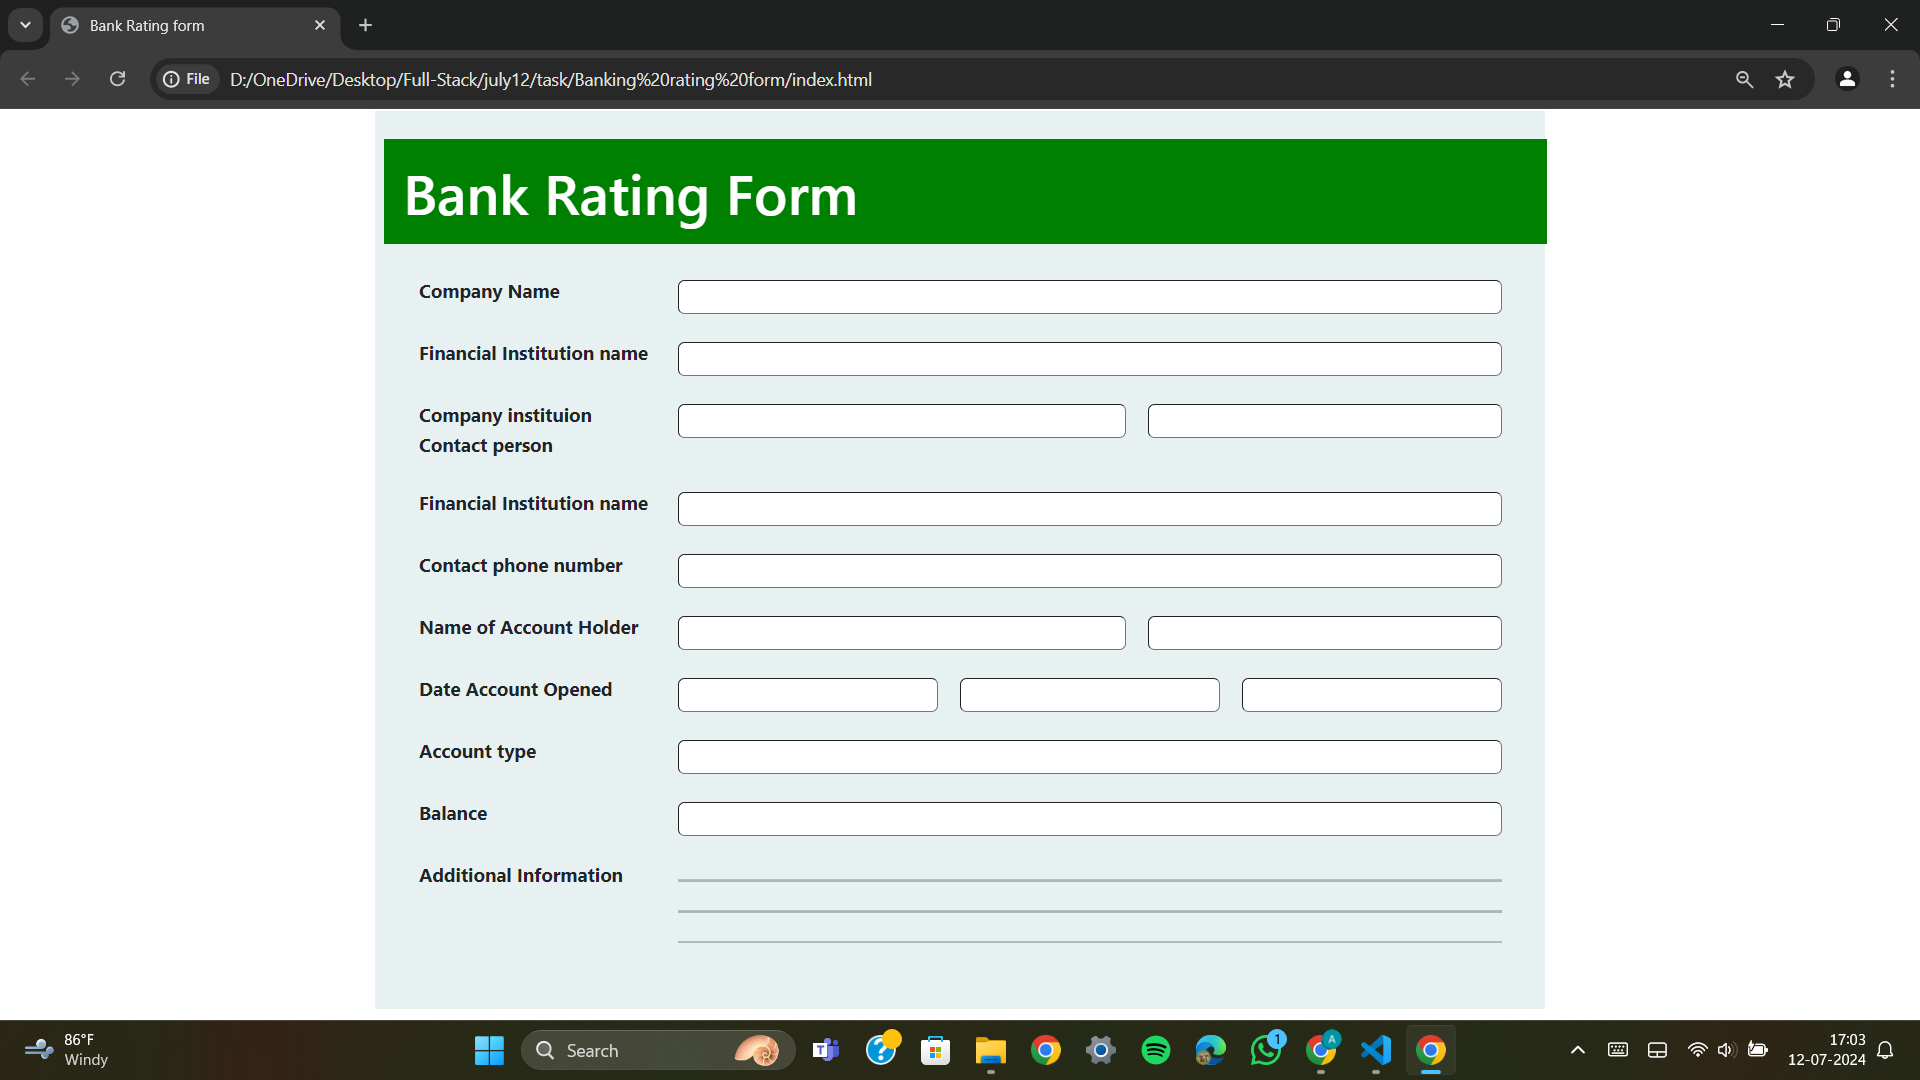 Bank Rating form
File D:/OneDrive/Desktop/Full-Stack/july12/task/Banking%20rating%20form/index.html
Bank Rating Form
Company Name
Financial Institution name
Company instituion
Contact person
Financial Institution name
Contact phone number
Name of Account Holder
Date Account Opened
Account type
Balance
Additional Information
86°F
Windy
Search
T
?
1
A
17:03
12-07-2024